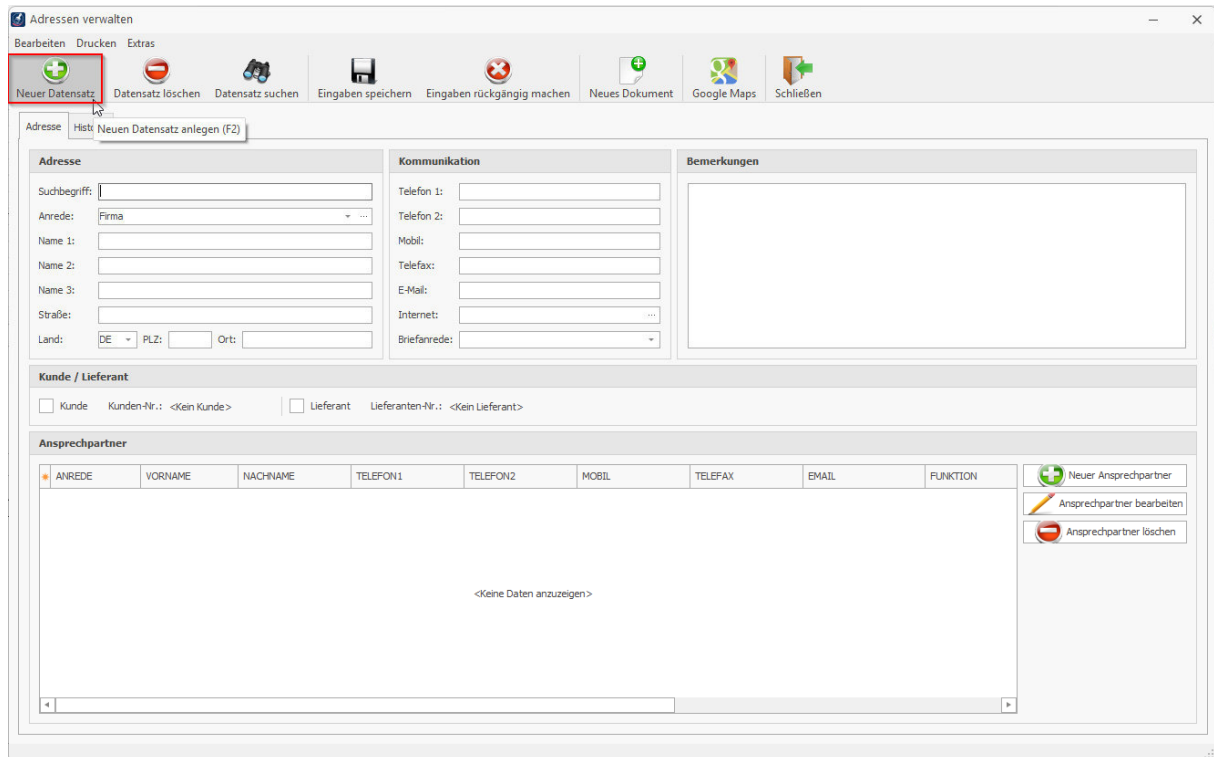 Adressen verwalten
Bearbeiten Drucken Extras
Neuer Datensatz Datensatz löschen Datensatz suchen Eingaben speichern Eingaben rückgängig machen Neues Dokument Google Maps Schließen
Adresse Histo
Neuen Datensatz anlegen (F2)
Adresse Kommunikation Bemerkungen
Suchbegriff: Telefon 1:
Anrede: Firma Telefon 2:
Name 1: Mobil:
Name 2: Telefax:
Name 3: E-Mail:
Straße: Internet:
Land: DE PLZ: Ort: Briefanrede:
Kunde / Lieferant
Kunde Kunden-Nr.: <Kein Kunde> Lieferant Lieferanten-Nr.: <Kein Lieferant>
Ansprechpartner
ANREDE VORNAME NACHNAME TELEFON1 TELEFON2 MOBIL TELEFAX EMAIL FUNKTION Neuer Ansprechpartner
Ansprechpartner bearbeiten
Ansprechpartner löschen
<Keine Daten anzuzeigen>